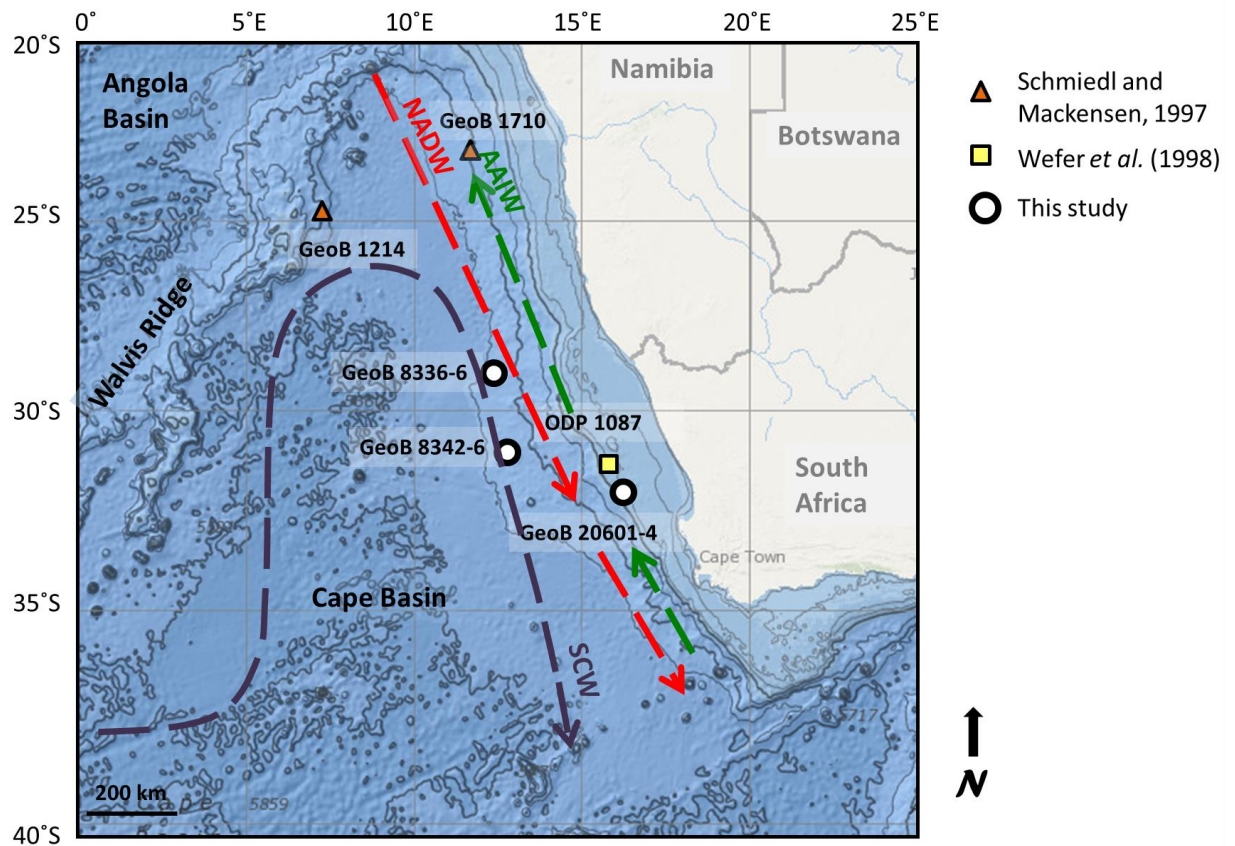 0° 5°E 10°E 15°E 20°E 25°E
20°S
25°S
30°S
35°S
40°S
Angola
Basin
Namibia
Botswana
NADW
GeoB 1710
AAIW
GeoB 1214
Walvis Ridge
GeoB 8336-6
ODP 1087
GeoB 8342-6
South
Africa
GeoB 20601-4
Cape Town
Cape Basin
SCW
200 km
5859
Schmiedl and
Mackensen, 1997
Wefer et al. (1998)
This study
N